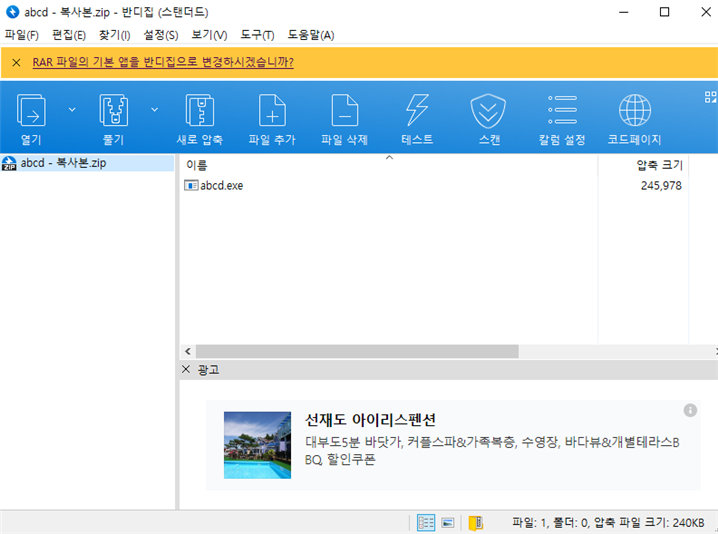 abcd - 복사본.zip - 반디집 (스탠더드)
파일(F) 편집(E) 찾기(I) 설정(S) 보기(V) 도구(T) 도움말(A)
RAR 파일의 기본 앱을 반디집으로 변경하시겠습니까?
열기 풀기 새로 압축 파일 추가 파일 삭제 테스트 스캔 칼럼 설정 코드페이지
ZIP abcd - 복사본.zip
이름 압축 크기
abcd.exe 245,978
광고
선재도 아이리스펜션
대부도5분 바닷가, 커플스파&가족복층, 수영장, 바다뷰&개별테라스B
BQ, 할인쿠폰
파일: 1, 폴더: 0, 압축 파일 크기: 240KB